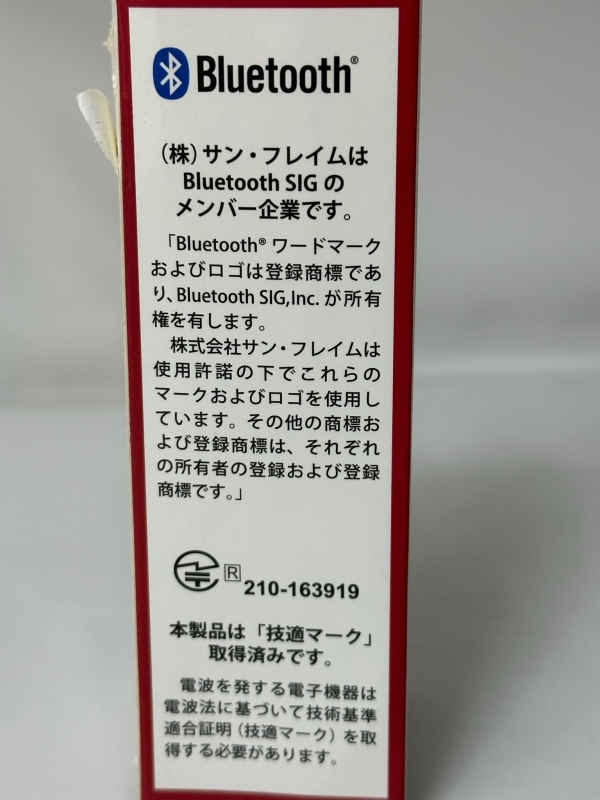 Bluetooth®
（株）サン・フレイムは
Bluetooth SIG の
メンバー企業です。
「Bluetooth® ワードマーク
およびロゴは登録商標であ
り、Bluetooth SIG,Inc. が所有
権を有します。
株式会社サン・フレイムは
使用許諾の下でこれらの
マークおよびロゴを使用し
ています。その他の商標お
よび登録商標は、それぞれ
の所有者の登録および登録
商標です。」
R 210-163919
本製品は「技適マーク」
取得済みです。
電波を発する電子機器は
電波法に基づいて技術基準
適合証明（技適マーク）を取
得する必要があります。